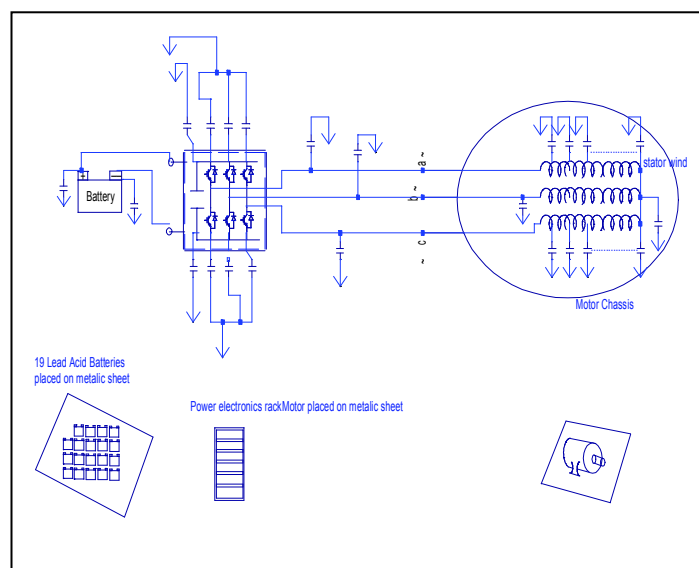 a ~
b ~
~ c
stator wind
Battery
Motor Chassis
19 Lead Acid Batteries
placed on metalic sheet
Power electronics rackMotor placed on metalic sheet